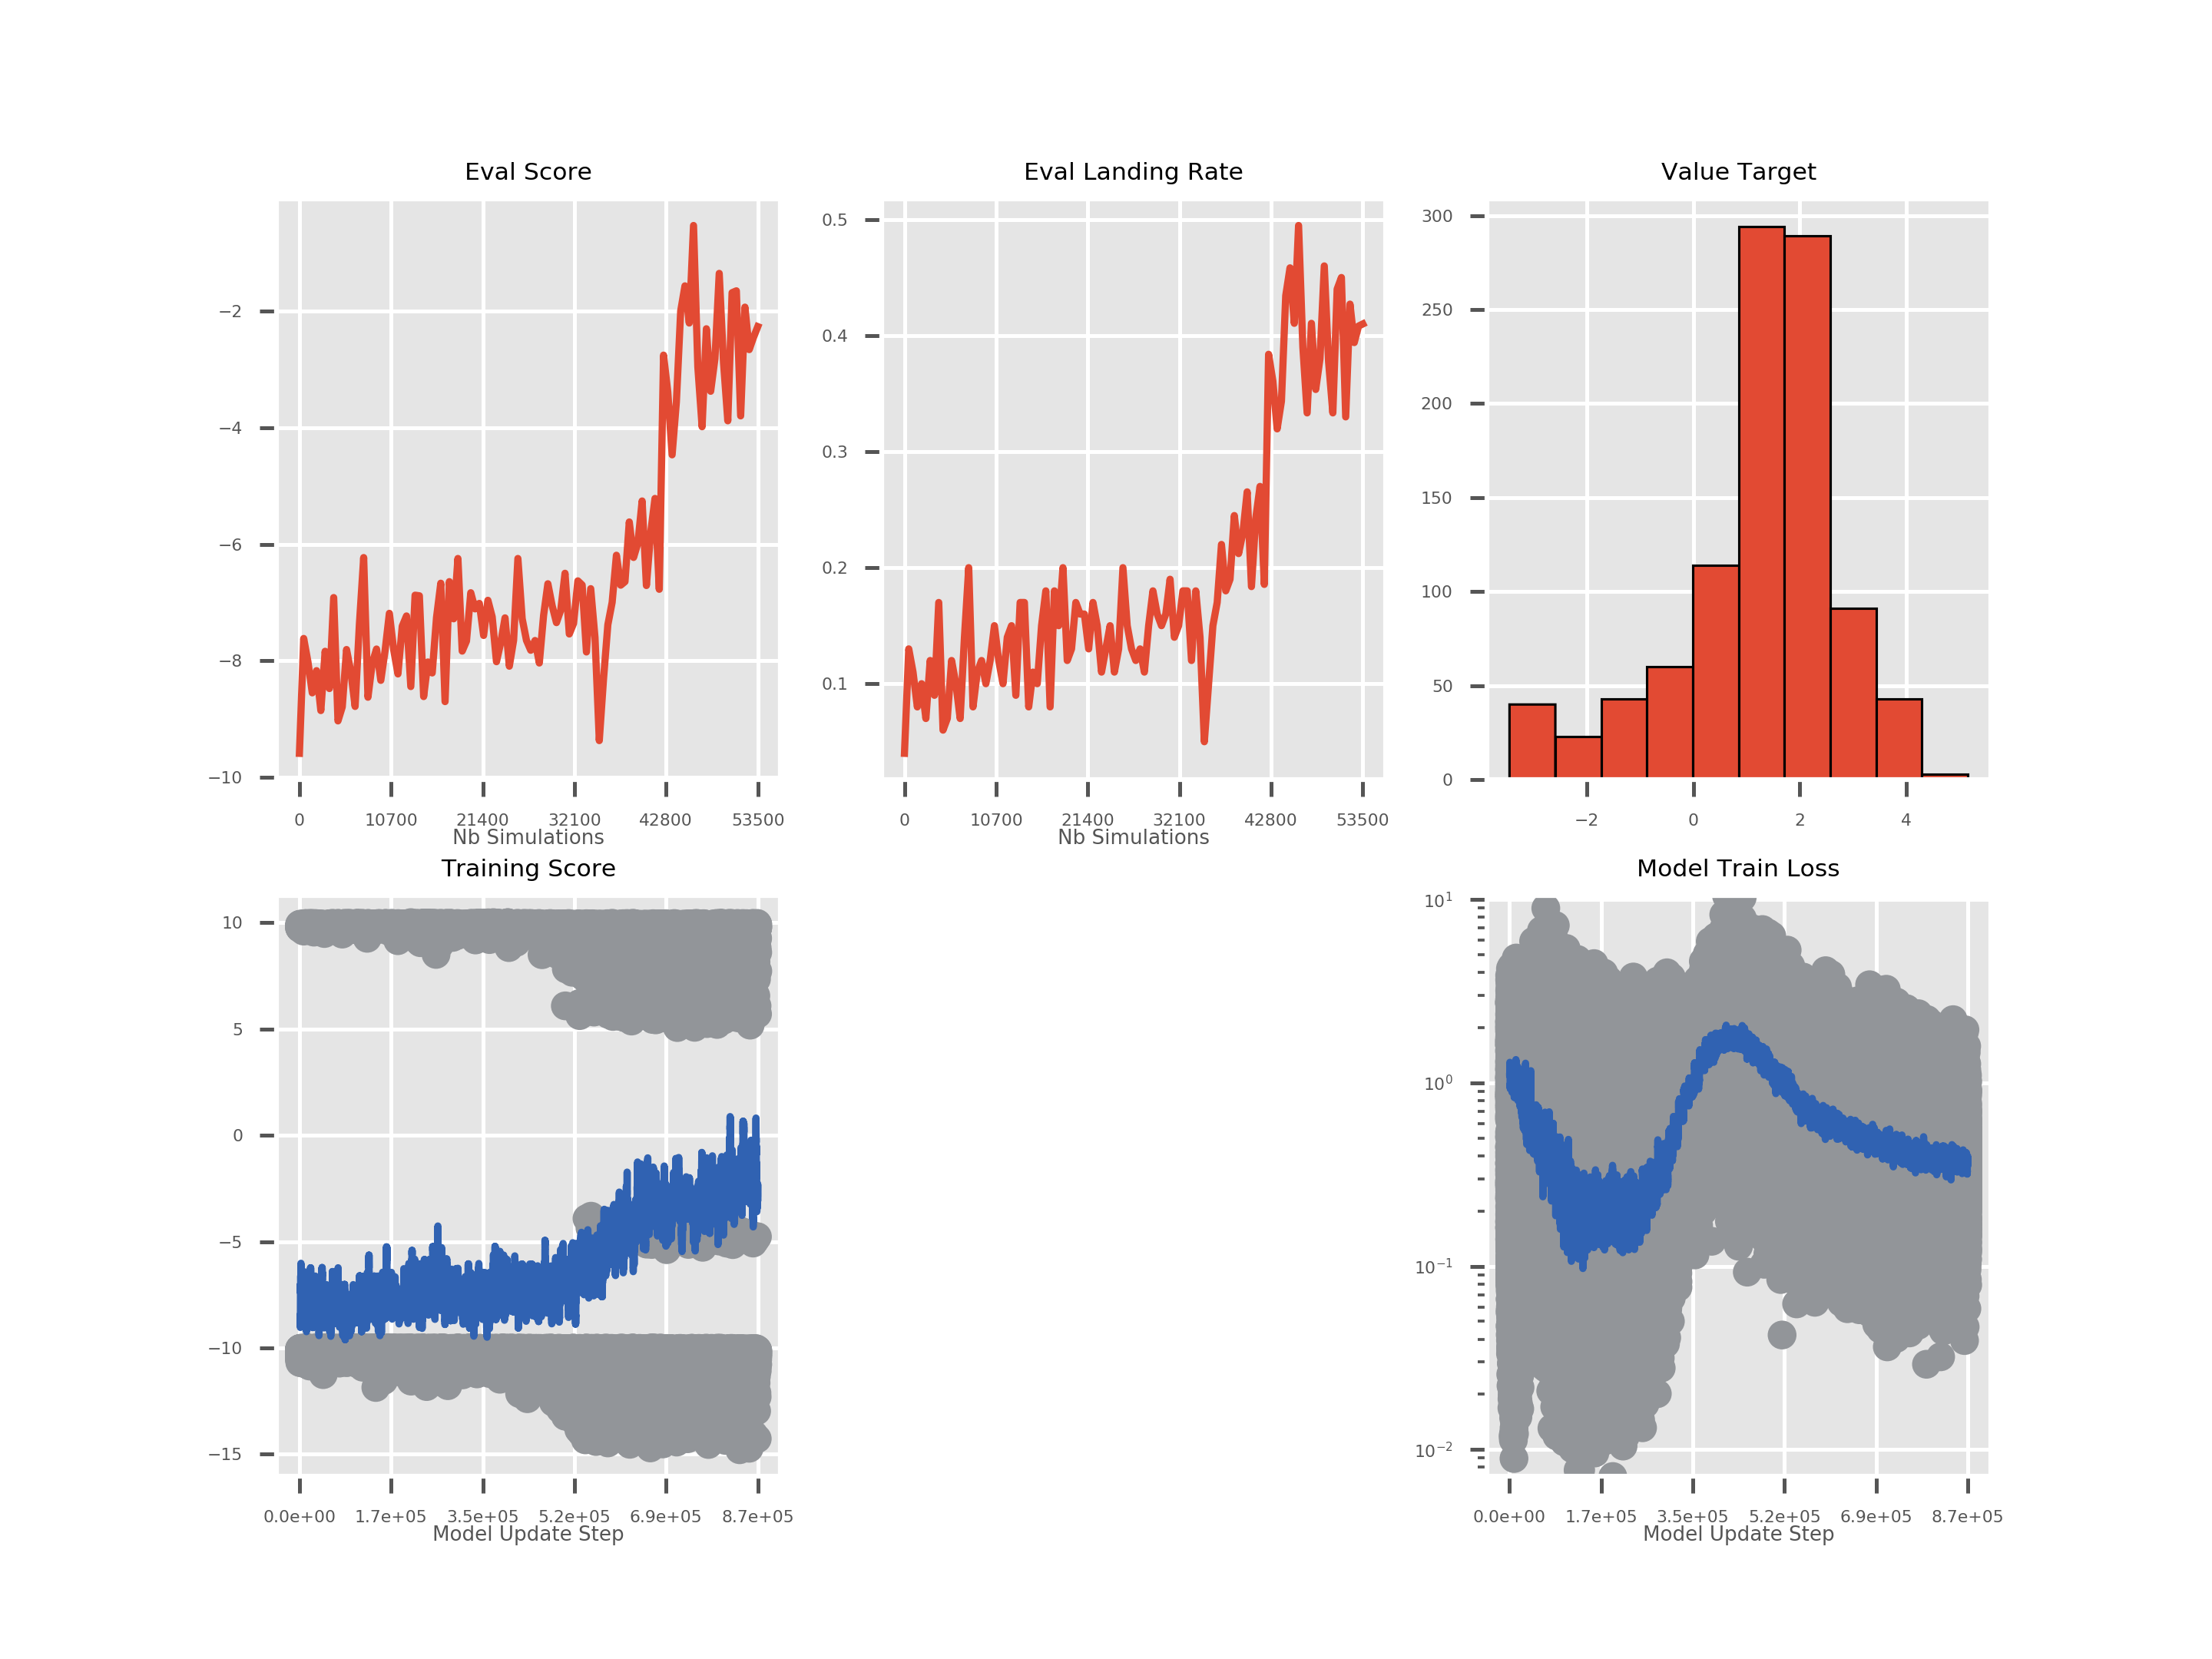 Eval Score
Eval Landing Rate
Value Target
−2
−4
−6
−8
−10
0 10700 21400 32100 42800 53500
Nb Simulations
0.5
0.4
0.3
0.2
0.1
0 10700 21400 32100 42800 53500
Nb Simulations
300
250
200
150
100
50
0
−2 0 2 4
Training Score
Model Train Loss
10
5
0
−5
−10
−15
0.0e+00 1.7e+05 3.5e+05 5.2e+05 6.9e+05 8.7e+05
Model Update Step
10¹
10⁰
10⁻¹
10⁻²
0.0e+00 1.7e+05 3.5e+05 5.2e+05 6.9e+05 8.7e+05
Model Update Step